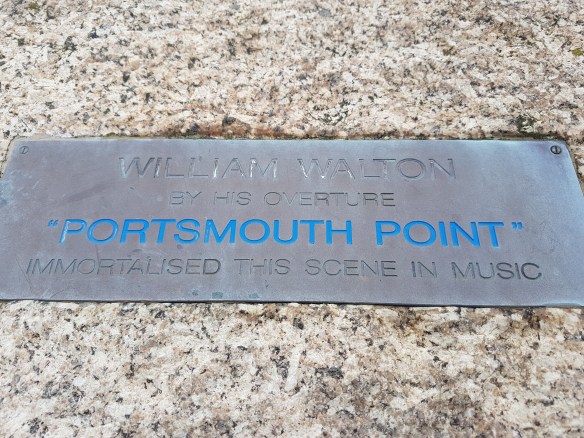 WILLIAM WALTON
BY HIS OVERTURE
"PORTSMOUTH POINT"
IMMORTALISED THIS SCENE IN MUSIC